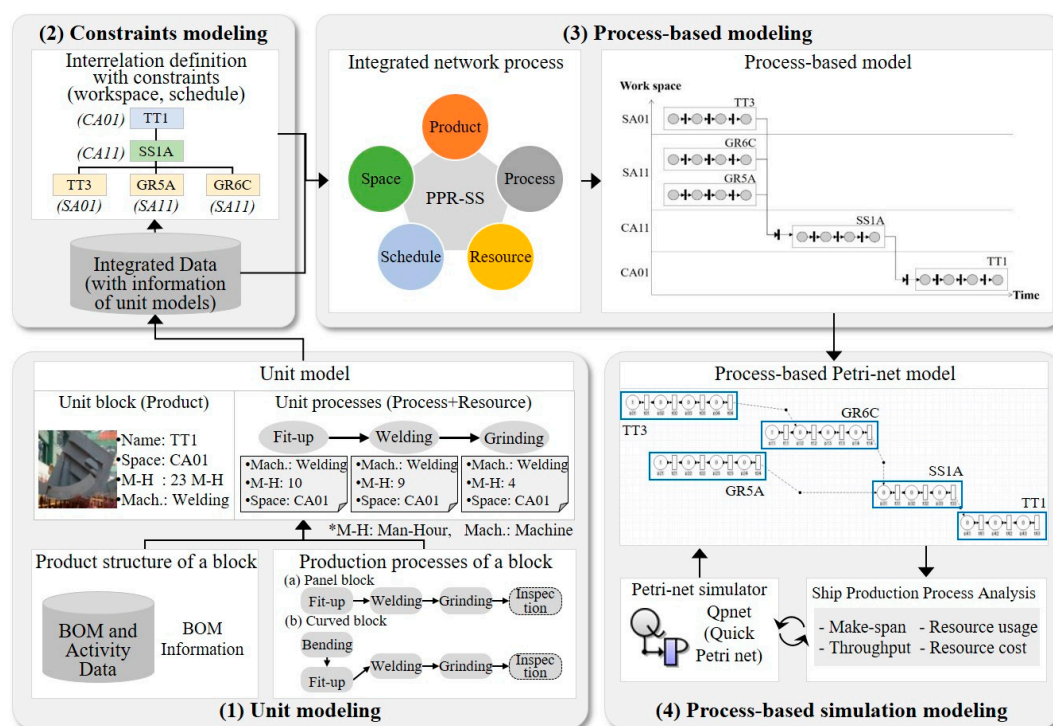 (2) Constraints modeling
Interrelation definition
with constraints
(workspace, schedule)
(CA01)
TT1
(CA11)
SS1A
TT3
GR5A
GR6C
(SA01)
(SA11)
(SA11)
Integrated Data
(with information
of unit models)
(3) Process-based modeling
Integrated network process
Product
Space
Process
PPR-SS
Schedule
Resource
Process-based model
Work space
SA01
TT3
SA11
GR6C
GR5A
CA11
SS1A
CA01
TT1
Time
Unit model
Unit block (Product)
•Name: TT1
•Space: CA01
•M-H : 23 M-H
•Mach.: Welding
Unit processes (Process+Resource)
Fit-up
Welding
Grinding
•Mach.: Welding
•M-H: 10
•Space: CA01
•Mach.: Welding
•M-H: 9
•Space: CA01
•Mach.: Welding
•M-H: 4
•Space: CA01
*M-H: Man-Hour, Mach.: Machine
Product structure of a block
BOM and
Activity
Data
BOM
Information
Production processes of a block
(a) Panel block
Fit-up
Welding
Grinding
Inspec
tion
(b) Curved block
Bending
Fit-up
Welding
Grinding
Inspec
tion
(1) Unit modeling
Process-based Petri-net model
TT3
GR6C
GR5A
SS1A
TT1
Petri-net simulator
Qpnet
(Quick
Petri net)
Ship Production Process Analysis
- Make-span
- Resource usage
- Throughput
- Resource cost
(4) Process-based simulation modeling